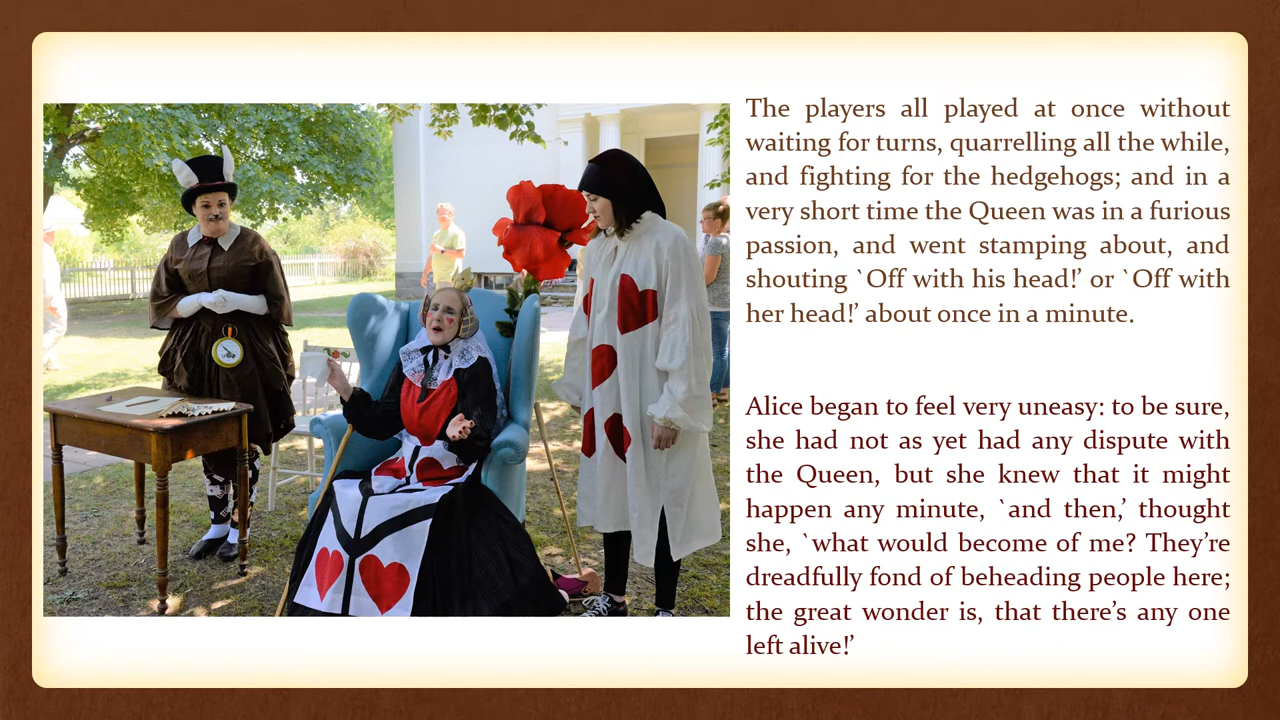 The players all played at once without
waiting for turns, quarrelling all the while,
and fighting for the hedgehogs; and in a
very short time the Queen was in a furious
passion, and went stamping about, and
shouting `Off with his head!’ or `Off with
her head!’ about once in a minute.
Alice began to feel very uneasy: to be sure,
she had not as yet had any dispute with
the Queen, but she knew that it might
happen any minute, `and then,’ thought
she, `what would become of me? They’re
dreadfully fond of beheading people here;
the great wonder is, that there’s any one
left alive!’